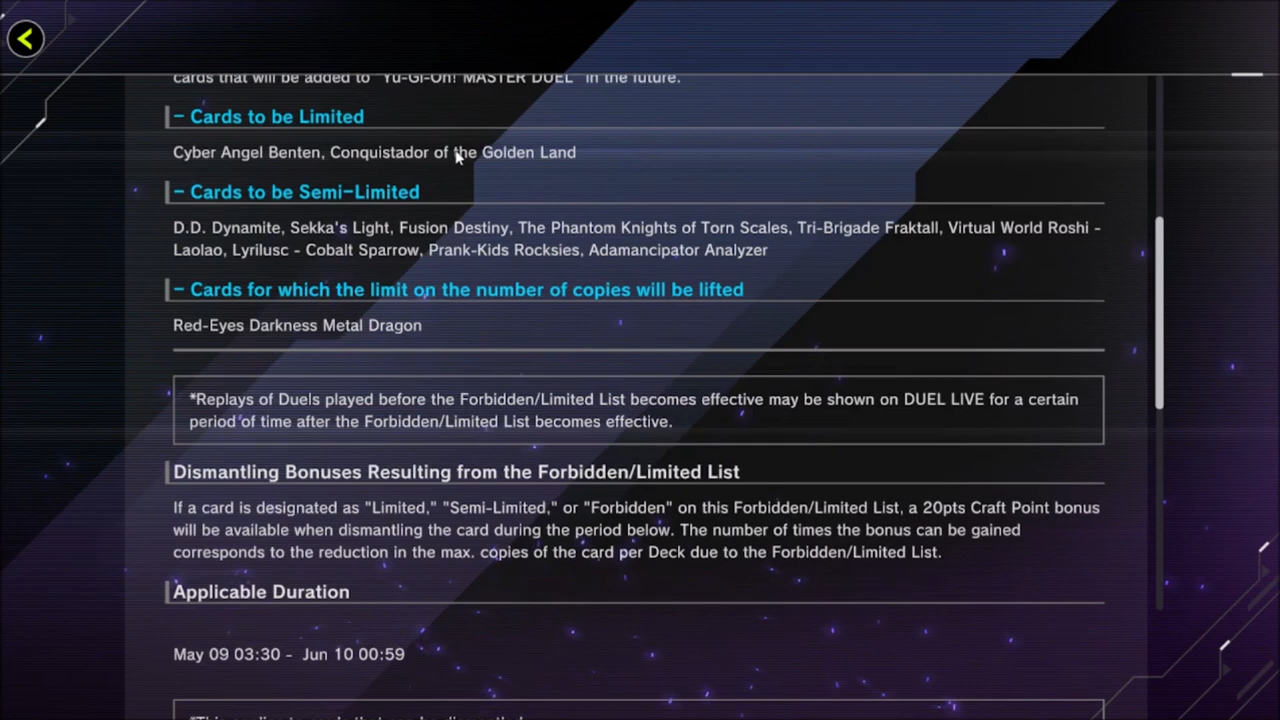 cards that will be added to "Yu-Gi-Oh! MASTER DUEL" in the future.
- Cards to be Limited
Cyber Angel Benten, Conquistador of the Golden Land
- Cards to be Semi-Limited
D.D. Dynamite, Sekka's Light, Fusion Destiny, The Phantom Knights of Torn Scales, Tri-Brigade Fraktall, Virtual World Roshi -
Laolao, Lyrilusc - Cobalt Sparrow, Prank-Kids Rocksies, Adamancipator Analyzer
- Cards for which the limit on the number of copies will be lifted
Red-Eyes Darkness Metal Dragon
*Replays of Duels played before the Forbidden/Limited List becomes effective may be shown on DUEL LIVE for a certain
period of time after the Forbidden/Limited List becomes effective.
Dismantling Bonuses Resulting from the Forbidden/Limited List
If a card is designated as "Limited," "Semi-Limited," or "Forbidden" on this Forbidden/Limited List, a 20pts Craft Point bonus
will be available when dismantling the card during the period below. The number of times the bonus can be gained
corresponds to the reduction in the max. copies of the card per Deck due to the Forbidden/Limited List.
Applicable Duration
May 09 03:30 - Jun 10 00:59